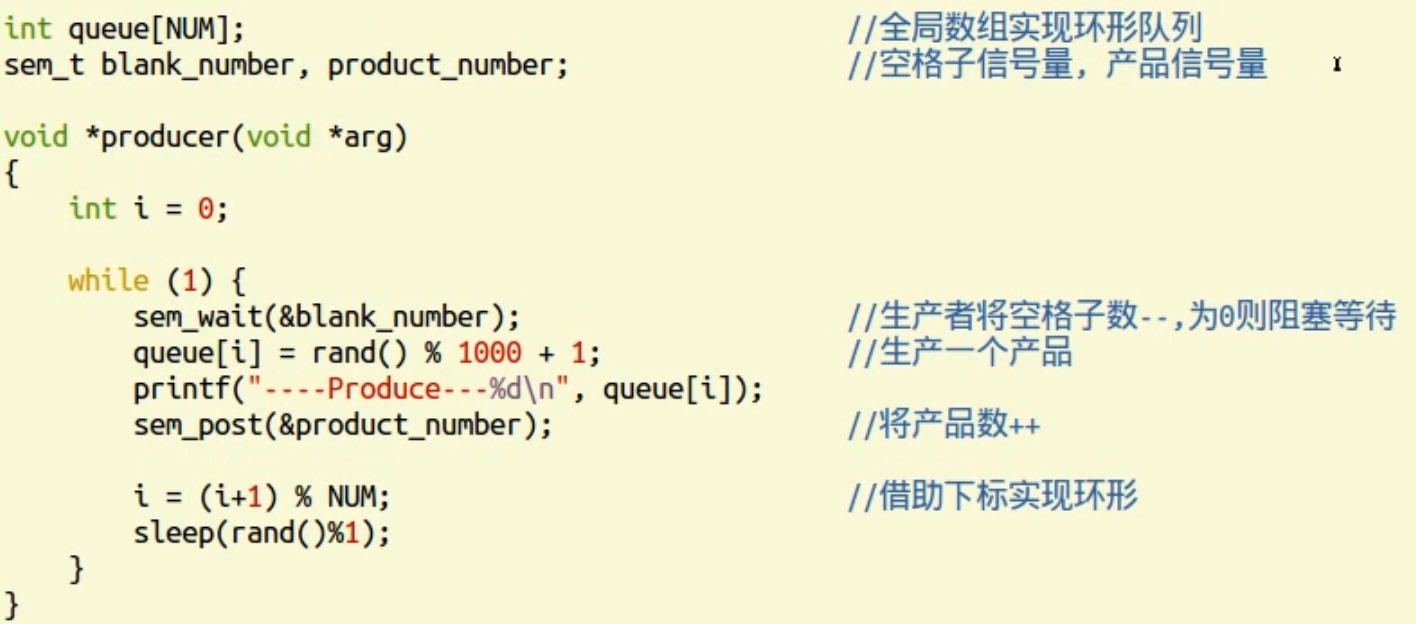 int queue[NUM]; //全局数组实现环形队列
sem_t blank_number, product_number; //空格子信号量, 产品信号量
void *producer(void *arg)
{
int i = 0;
while (1) {
sem_wait(&blank_number); //生产者将空格子数--,为0则阻塞等待
queue[i] = rand() % 1000 + 1; //生产一个产品
printf("----Produce---%d\n", queue[i]);
sem_post(&product_number); //将产品数++
i = (i+1) % NUM; //借助下标实现环形
sleep(rand()%1);
}
}